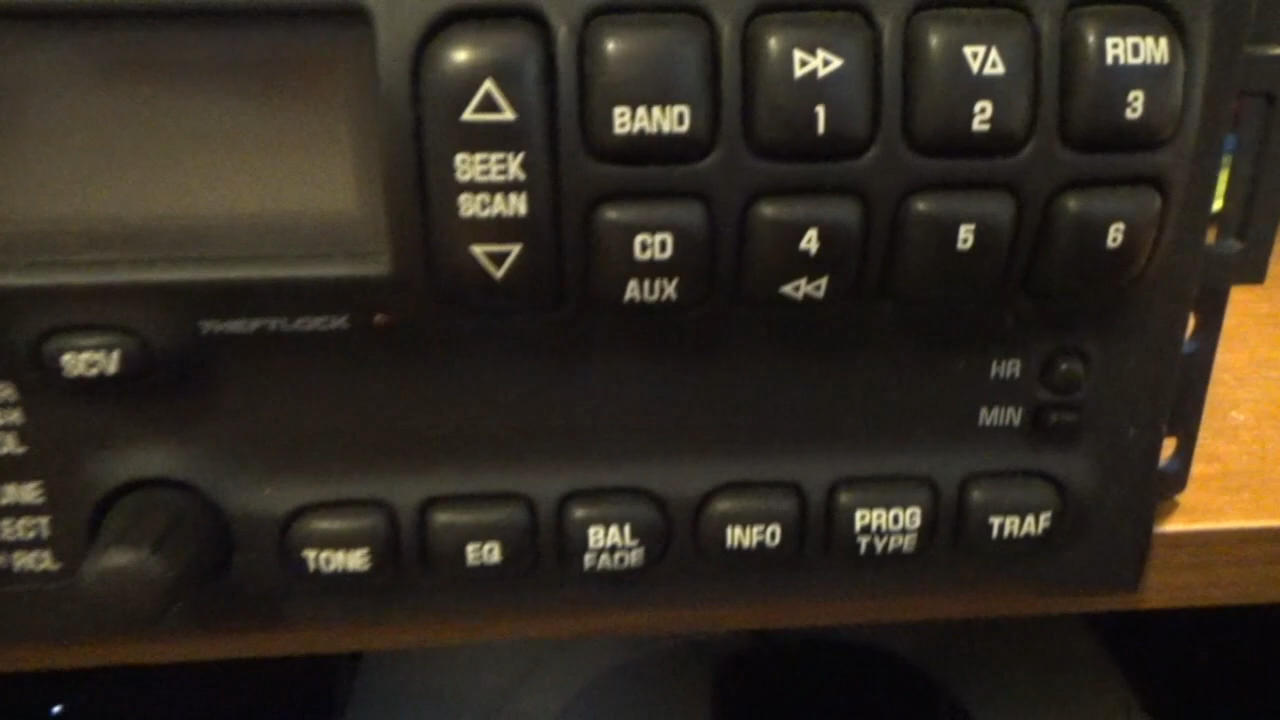 SEEK
SCAN
BAND
1
2
RDM
3
CD
AUX
4
5
6
THEFTLOCK
SCV
HR
MIN
TONE
EQ
BAL
FADE
INFO
PROG
TYPE
TRAF